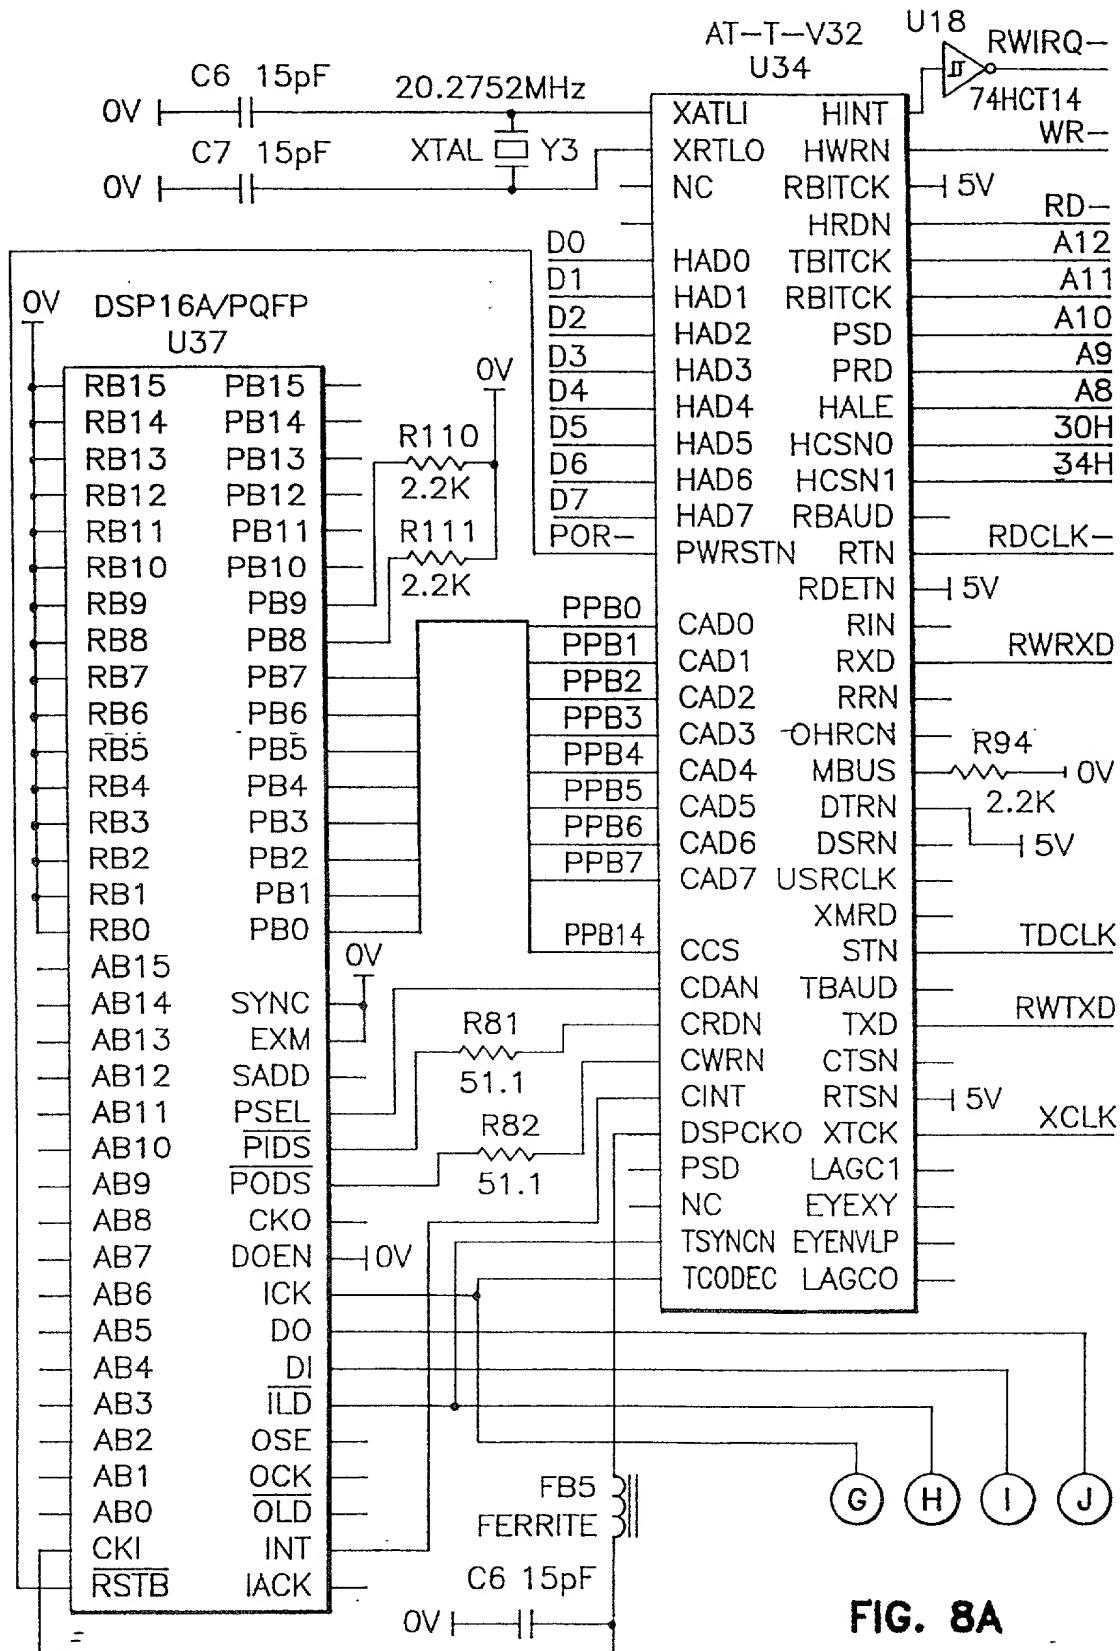 AT-T-V32
U34
U18
RWIRQ-
74HCT14
C6 15pF
20.2752MHz
0V
C7 15pF
XTAL Y3
0V
XATLI HINT
XRTLO HWRN WR-
NC RBITCK 5V
HRDN RD-
D0 HAD0 TBITCK A12
D1 HAD1 RBITCK A11
D2 HAD2 PSD A10
D3 HAD3 PRD A9
D4 HAD4 HALE A8
D5 HAD5 HCSN0 30H
D6 HAD6 HCSN1 34H
D7 HAD7 RBAUD
POR- PWRSTN RTN RDCLK-
RDETN 5V
PPB0 CAD0 RIN
PPB1 CAD1 RXD RWRXD
PPB2 CAD2 RRN
PPB3 CAD3 OHRCN
PPB4 CAD4 MBUS R94 2.2K 0V
PPB5 CAD5 DTRN
PPB6 CAD6 DSRN 5V
PPB7 CAD7 USRCLK
XMRD
PPB14 CCS STN TDCLK
CDAN TBAUD
CRDN TXD RWTXD
CWRN CTSN
CINT RTSN 5V
DSPCKO XTCK XCLK
PSD LAGC1
NC EYEXY
TSYNCN EYENVLP
TCODEC LAGCO
0V
DSP16A/PQFP
U37
RB15 PB15
RB14 PB14
RB13 PB13
RB12 PB12
RB11 PB11
RB10 PB10
RB9 PB9
RB8 PB8
RB7 PB7
RB6 PB6
RB5 PB5
RB4 PB4
RB3 PB3
RB2 PB2
RB1 PB1
RB0 PB0
AB15
AB14 SYNC
AB13 EXM
AB12 SADD
AB11 PSEL
AB10 PIDS
AB9 PODS
AB8 CKO
AB7 DOEN 0V
AB6 ICK
AB5 DO
AB4 DI
AB3 ILD
AB2 OSE
AB1 OCK
AB0 OLD
CKI INT
RSTB IACK
0V
R110
2.2K
R111
2.2K
0V
R81
51.1
R82
51.1
FB5
FERRITE
C6 15pF
0V
G H I J
FIG. 8A